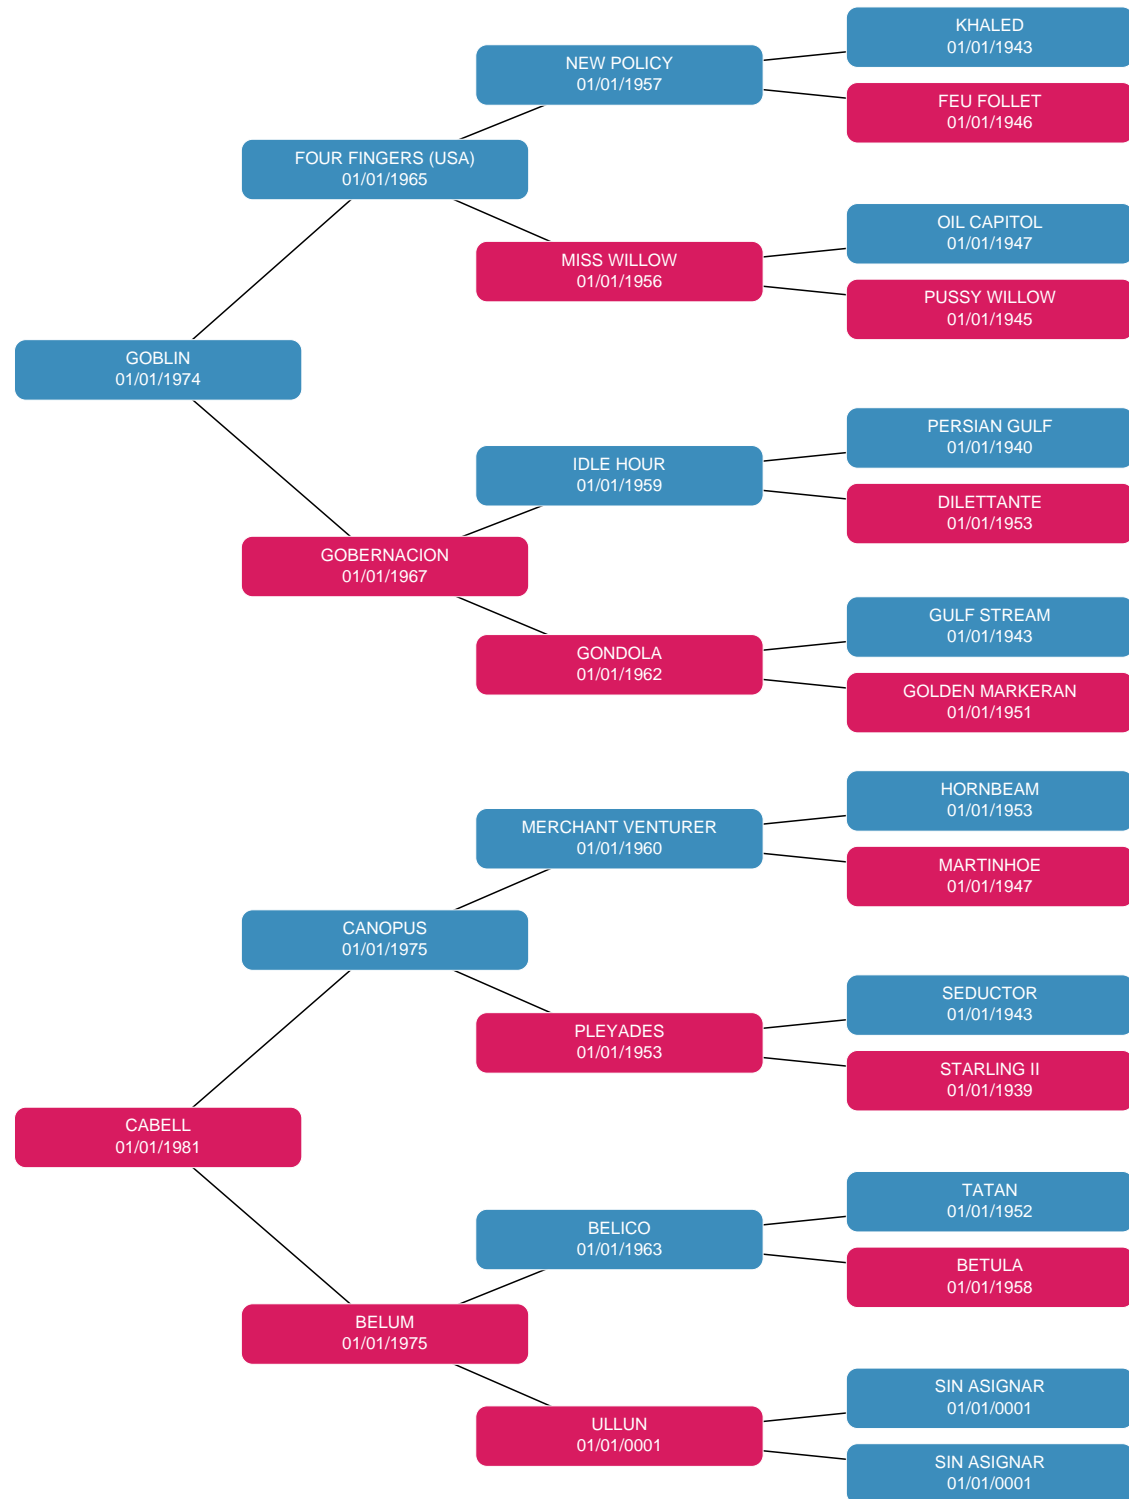 KHALED
01/01/1943
NEW POLICY
01/01/1957
FEU FOLLET
01/01/1946
FOUR FINGERS (USA)
01/01/1965
OIL CAPITOL
01/01/1947
MISS WILLOW
01/01/1956
PUSSY WILLOW
01/01/1945
GOBLIN
01/01/1974
PERSIAN GULF
01/01/1940
IDLE HOUR
01/01/1959
DILETTANTE
01/01/1953
GOBERNACION
01/01/1967
GULF STREAM
01/01/1943
GONDOLA
01/01/1962
GOLDEN MARKERAN
01/01/1951
HORNBEAM
01/01/1953
MERCHANT VENTURER
01/01/1960
MARTINHOE
01/01/1947
CANOPUS
01/01/1975
SEDUCTOR
01/01/1943
PLEYADES
01/01/1953
STARLING II
01/01/1939
CABELL
01/01/1981
TATAN
01/01/1952
BELICO
01/01/1963
BETULA
01/01/1958
BELUM
01/01/1975
SIN ASIGNAR
01/01/0001
ULLUN
01/01/0001
SIN ASIGNAR
01/01/0001